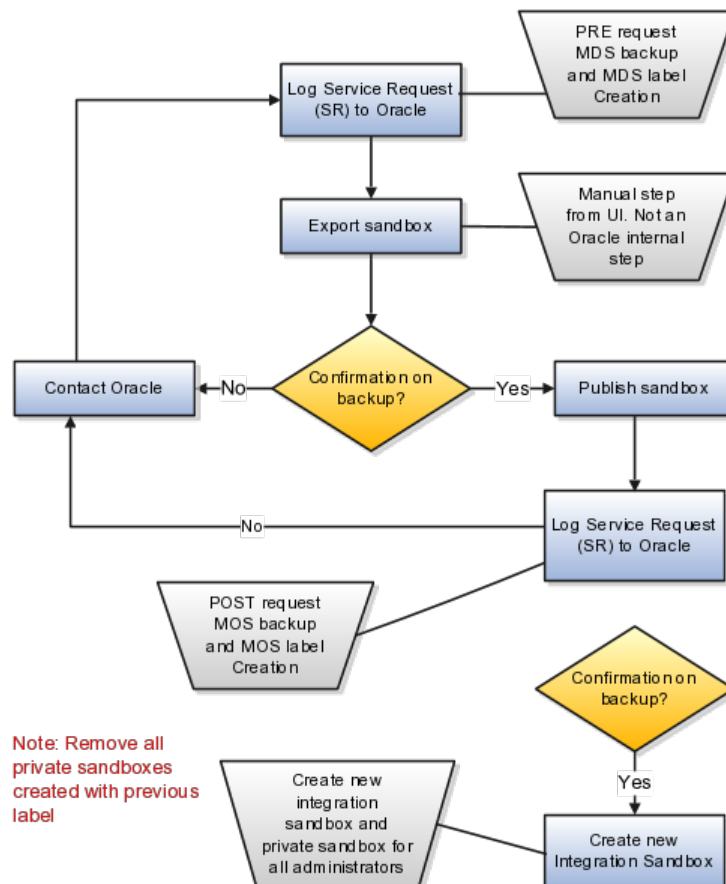 PRE request
MDS backup
and MDS label
Creation
Log Service Request
(SR) to Oracle
Manual step
from UI. Not an
Oracle internal
step
Export sandbox
Contact Oracle
No
Confirmation on
backup?
Yes
Publish sandbox
No
Log Service Request
(SR) to Oracle
POST request
MOS backup
and MOS label
Creation
Confirmation on
backup?
Note: Remove all
private sandboxes
created with previous
label
Yes
Create new
integration
sandbox and
private sandbox for
all administrators
Create new
Integration Sandbox